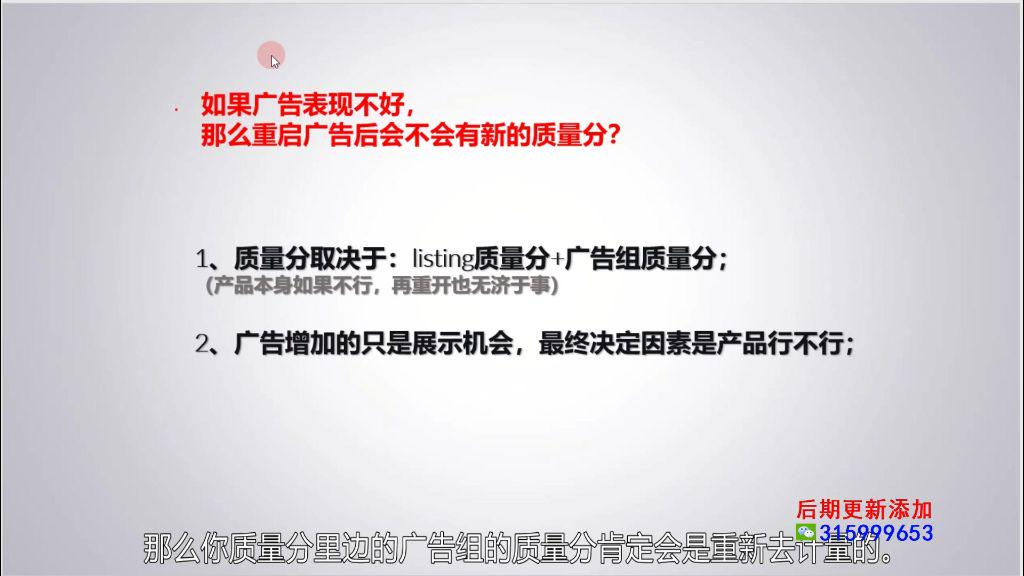 如果广告表现不好，
那么重启广告后会不会有新的质量分？
1、质量分取决于：listing质量分+广告组质量分；
（产品本身如果不行，再重开也无济于事）
2、广告增加的只是展示机会，最终决定因素是产品行不行；
后期更新添加
315999653
那么你质量分里边的广告组的质量分肯定会是重新去计量的。